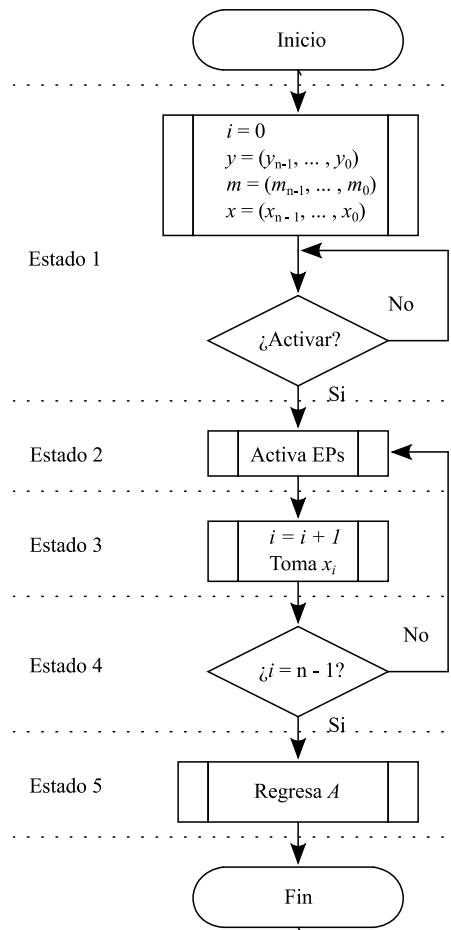 Inicio
i = 0
y = (yn-1, ... , y0)
m = (mn-1, ... , m0)
x = (xn - 1, ... , x0)
Estado 1
No
¿Activar?
Si
Estado 2
Activa EPs
Estado 3
i = i + 1
Toma xi
No
Estado 4
¿i = n - 1?
Si
Estado 5
Regresa A
Fin